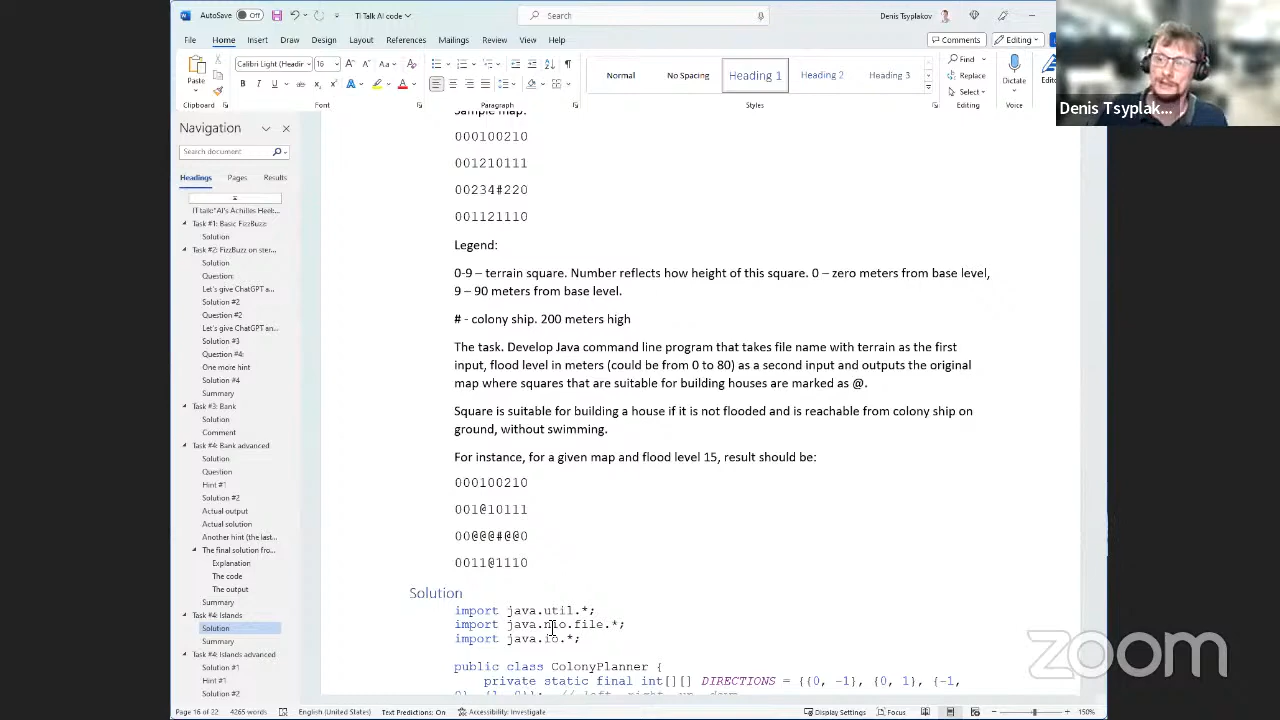 AutoSave Off TI Talk AI code Search Denis Tsyplakov
File Home Insert Draw Design Layout References Mailings Review View Help Comments Editing
Paste Calibri Light (Headir 16 Normal No Spacing Heading 1 Heading 2 Heading 3 Find Replace Select Dictate
Clipboard Font Paragraph Styles Editing Voice
Denis Tsyplak...
Navigation
Search document
Headings Pages Results
Task #1: Basic FizzBuzz
Solution
Task #2: FizzBuzz on ster...
Solution
Question:
Let's give ChatGPT a...
Solution #2
Question #2
Let's give ChatGPT an...
Solution #3
Question #4:
One more hint
Solution #4
Summary
Task #3: Bank
Solution
Comment
Task #4: Bank advanced
Solution
Question
Hint #1
Solution #2
Actual output
Actual solution
Another hint (the last...
The final solution fro...
Explanation
The code
The output
Summary
Task #4: Islands
Solution
Summary
Task #4: Islands advanced
Solution #1
Hint #1
Solution #2
Sample map:
000100210
001210111
00234#220
001121110
Legend:
0-9 – terrain square. Number reflects how height of this square. 0 – zero meters from base level,
9 – 90 meters from base level.
# - colony ship. 200 meters high
The task. Develop Java command line program that takes file name with terrain as the first
input, flood level in meters (could be from 0 to 80) as a second input and outputs the original
map where squares that are suitable for building houses are marked as @.
Square is suitable for building a house if it is not flooded and is reachable from colony ship on
ground, without swimming.
For instance, for a given map and flood level 15, result should be:
000100210
001@10111
00@@@#@@0
0011@1110
Solution
import java.util.*;
import java.nio.file.*;
import java.io.*;
public class ColonyPlanner {
private static final int[][] DIRECTIONS = {{0, -1}, {0, 1}, {-1,
0}, {1, 0}}; // left, right, up, down
zoom
Page 16 of 22 4265 words English (United States) Text Predictions: On Accessibility: Investigate Display Settings Focus 150%